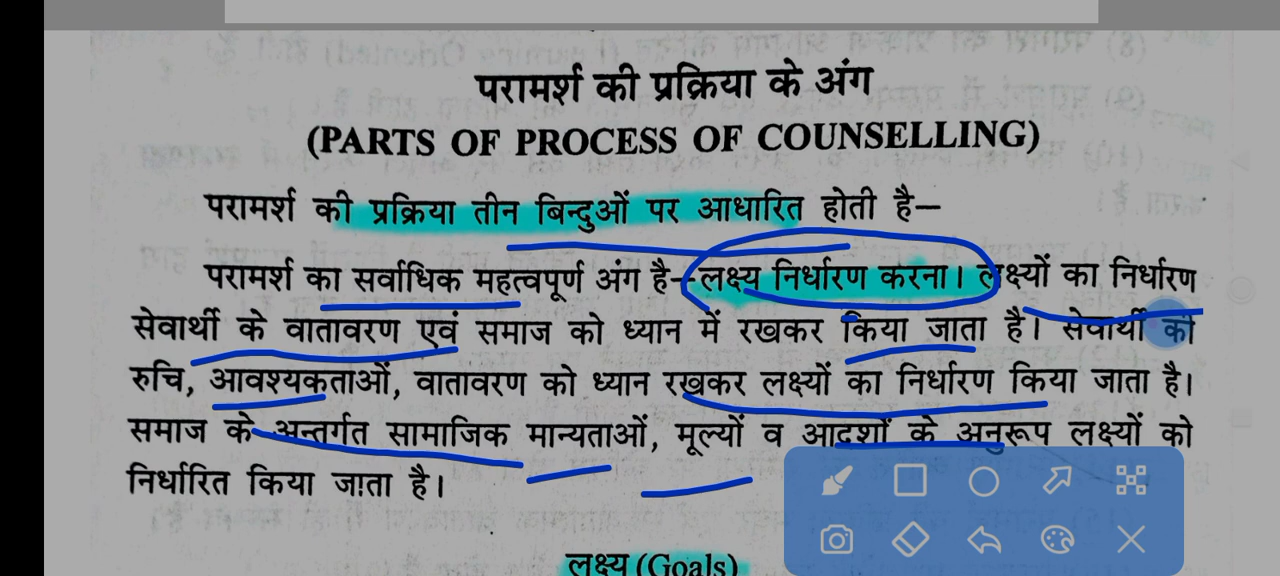 परामर्श की प्रक्रिया के अंग
(PARTS OF PROCESS OF COUNSELLING)
परामर्श की प्रक्रिया तीन बिन्दुओं पर आधारित होती है—
परामर्श का सर्वाधिक महत्वपूर्ण अंग है—लक्ष्य निर्धारण करना। लक्ष्यों का निर्धारण
सेवार्थी के वातावरण एवं समाज को ध्यान में रखकर किया जाता है। सेवार्थी की
रुचि, आवश्यकताओं, वातावरण को ध्यान रखकर लक्ष्यों का निर्धारण किया जाता है।
समाज के अन्तर्गत सामाजिक मान्यताओं, मूल्यों व आदर्शों के अनुरूप लक्ष्यों को
निर्धारित किया जाता है।
लक्ष्य (Goals)